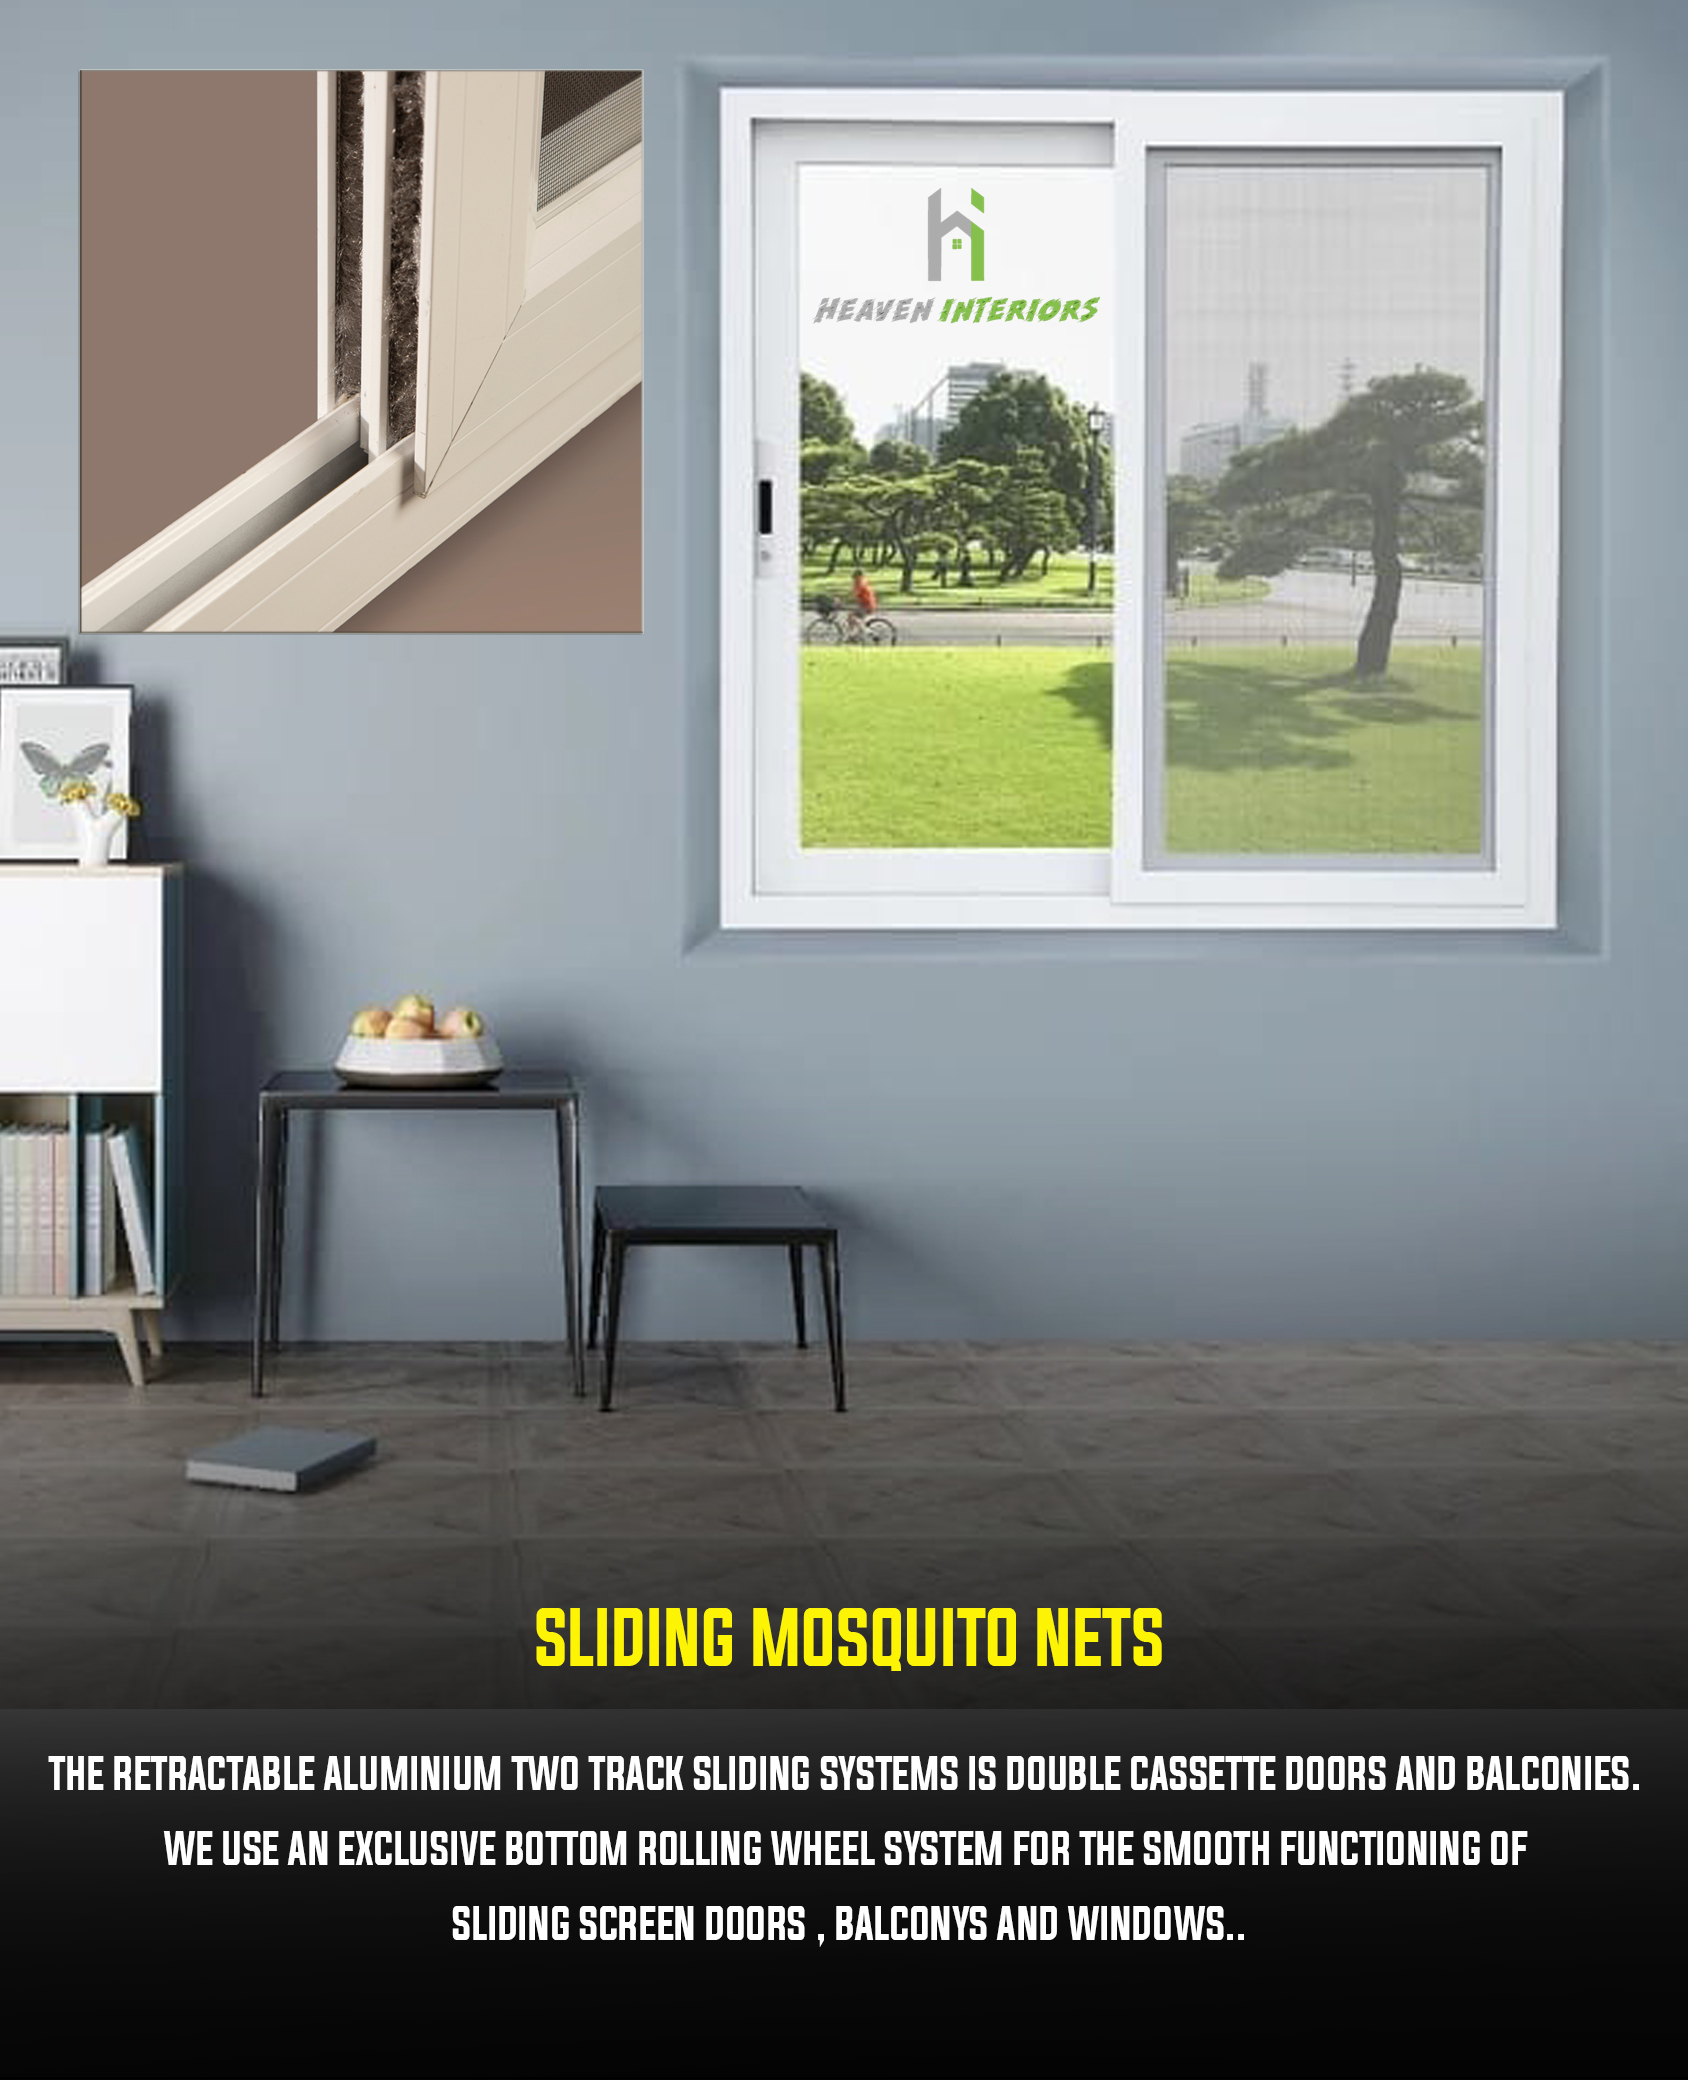 HEAVEN INTERIORS
SLIDING MOSQUITO NETS
THE RETRACTABLE ALUMINIUM TWO TRACK SLIDING SYSTEMS IS DOUBLE CASSETTE DOORS AND BALCONIES.
WE USE AN EXCLUSIVE BOTTOM ROLLING WHEEL SYSTEM FOR THE SMOOTH FUNCTIONING OF
SLIDING SCREEN DOORS , BALCONYS AND WINDOWS..